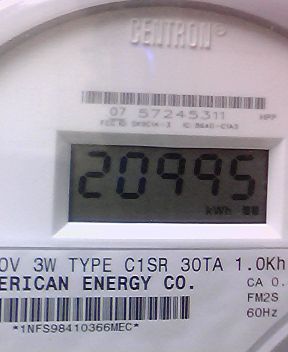 CENTRON®
07 57245311 HPP
20995
kWh
0V 3W TYPE C1SR 30TA 1.0Kh
ERICAN ENERGY CO. CA 0.
FM2S
*1NFS98410366MEC* 60Hz